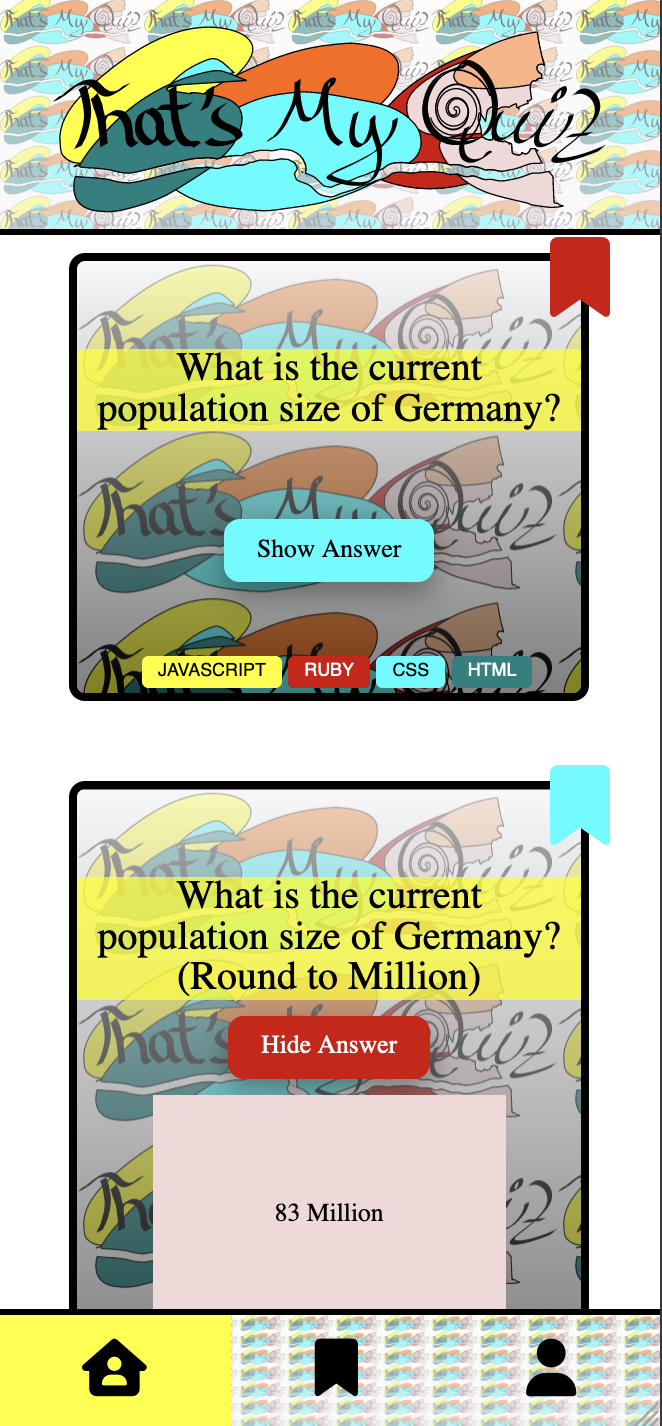 That's My Quiz
What is the current
population size of Germany?
Show Answer
JAVASCRIPT RUBY CSS HTML
What is the current
population size of Germany?
(Round to Million)
Hide Answer
83 Million